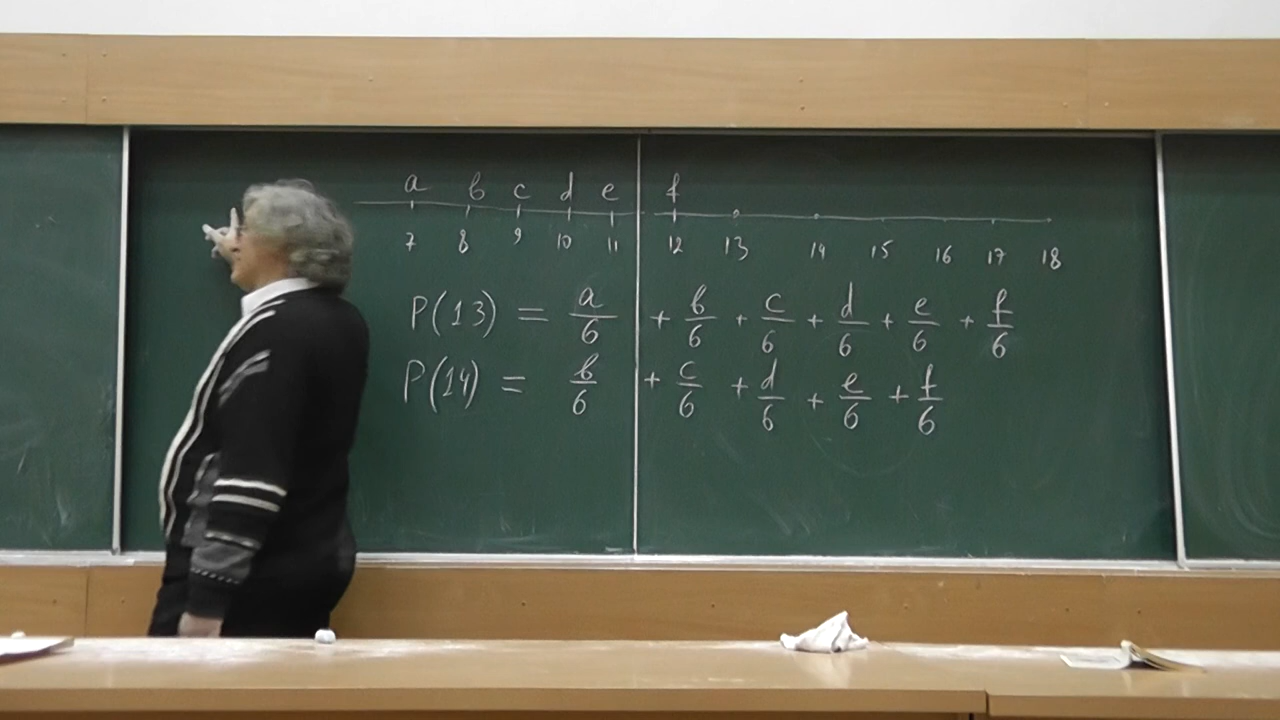 a b c d e f
7 8 9 10 11 12 13 14 15 16 17 18
P(13) = a/6 + b/6 + c/6 + d/6 + e/6 + f/6
P(14) = b/6 + c/6 + d/6 + e/6 + f/6